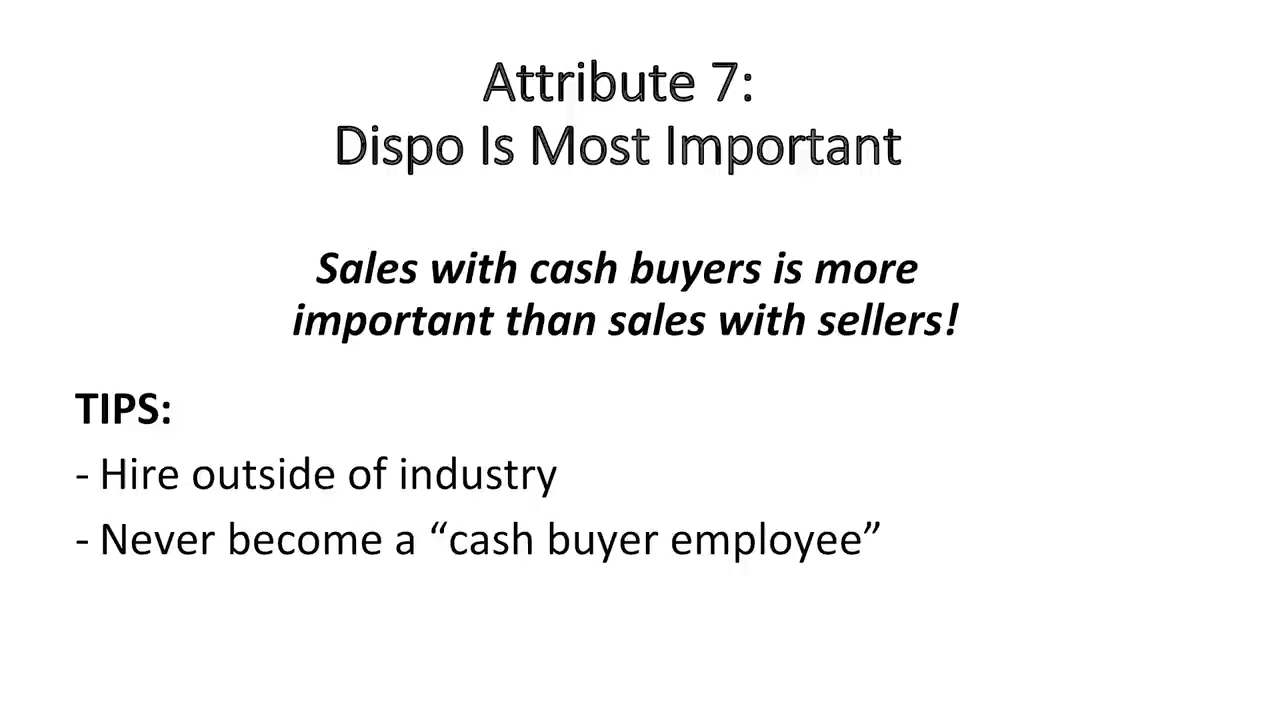 Attribute 7:
Dispo Is Most Important
Sales with cash buyers is more
important than sales with sellers!
TIPS:
- Hire outside of industry
- Never become a “cash buyer employee”